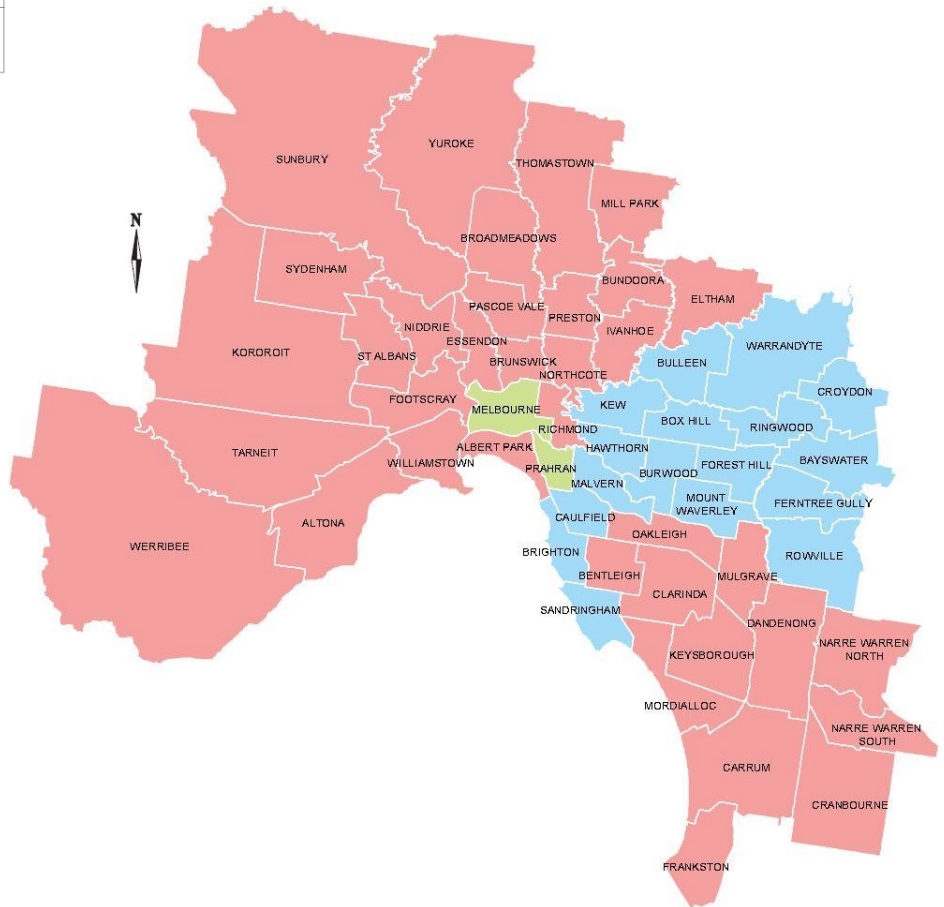 YUROKE
SUNBURY
THOMASTOWN
MILL PARK
N
BROADMEADOWS
SYDENHAM
BUNDOORA
ELTHAM
PASCOE VALE
PRESTON
NIDDRIE
IVANHOE
ESSENDON
WARRANDYTE
KOROROIT
ST ALBANS
BRUNSWICK
BULLEEN
NORTHCOTE
CROYDON
FOOTSCRAY
KEW
MELBOURNE
BOX HILL
RINGWOOD
RICHMOND
ALBERT PARK
HAWTHORN
TARNEIT
WILLIAMSTOWN
BAYSWATER
PRAHRAN
BURWOOD
FOREST HILL
MALVERN
MOUNT
WAVERLEY
FERNTREE GULLY
CAULFIELD
ALTONA
OAKLEIGH
WERRIBEE
BRIGHTON
ROWVILLE
BENTLEIGH
MULGRAVE
CLARINDA
SANDRINGHAM
DANDENONG
NARRE WARREN
NORTH
KEYSBOROUGH
MORDIALLOC
NARRE WARREN
SOUTH
CARRUM
CRANBOURNE
FRANKSTON